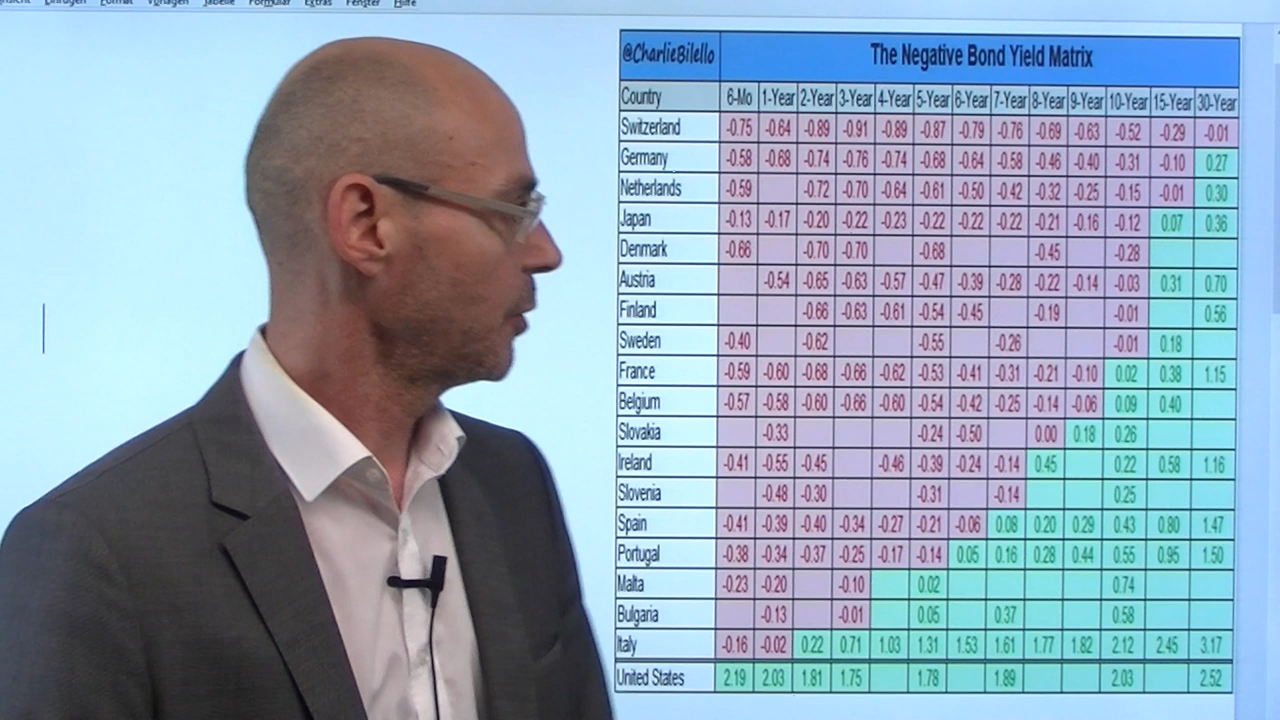 Einfügen Format Vorlagen Tabelle Formular Extras Fenster Hilfe
@CharlieBilello The Negative Bond Yield Matrix
Country 6-Mo 1-Year 2-Year 3-Year 4-Year 5-Year 6-Year 7-Year 8-Year 9-Year 10-Year 15-Year 30-Year
Switzerland -0.75 -0.64 -0.89 -0.91 -0.89 -0.87 -0.79 -0.76 -0.69 -0.63 -0.52 -0.29 -0.01
Germany -0.58 -0.68 -0.74 -0.76 -0.74 -0.68 -0.64 -0.58 -0.46 -0.40 -0.31 -0.10 0.27
Netherlands -0.59 -0.72 -0.70 -0.64 -0.61 -0.50 -0.42 -0.32 -0.25 -0.15 -0.01 0.30
Japan -0.13 -0.17 -0.20 -0.22 -0.23 -0.22 -0.22 -0.22 -0.21 -0.16 -0.12 0.07 0.36
Denmark -0.66 -0.70 -0.70 -0.68 -0.45 -0.28
Austria -0.54 -0.65 -0.63 -0.57 -0.47 -0.39 -0.28 -0.22 -0.14 -0.03 0.31 0.70
Finland -0.66 -0.63 -0.61 -0.54 -0.45 -0.19 -0.01 0.56
Sweden -0.40 -0.62 -0.55 -0.26 -0.01 0.18
France -0.59 -0.60 -0.68 -0.66 -0.62 -0.53 -0.41 -0.31 -0.21 -0.10 0.02 0.38 1.15
Belgium -0.57 -0.58 -0.60 -0.66 -0.60 -0.54 -0.42 -0.25 -0.14 -0.06 0.09 0.40
Slovakia -0.33 -0.24 -0.50 0.00 0.18 0.26
Ireland -0.41 -0.55 -0.45 -0.46 -0.39 -0.24 -0.14 0.45 0.22 0.58 1.16
Slovenia -0.48 -0.30 -0.31 -0.14 0.25
Spain -0.41 -0.39 -0.40 -0.34 -0.27 -0.21 -0.06 0.08 0.20 0.29 0.43 0.80 1.47
Portugal -0.38 -0.34 -0.37 -0.25 -0.17 -0.14 0.05 0.16 0.28 0.44 0.55 0.95 1.50
Malta -0.23 -0.20 -0.10 0.02 0.74
Bulgaria -0.13 -0.01 0.05 0.37 0.58
Italy -0.16 -0.02 0.22 0.71 1.03 1.31 1.53 1.61 1.77 1.82 2.12 2.45 3.17
United States 2.19 2.03 1.81 1.75 1.78 1.89 2.03 2.52